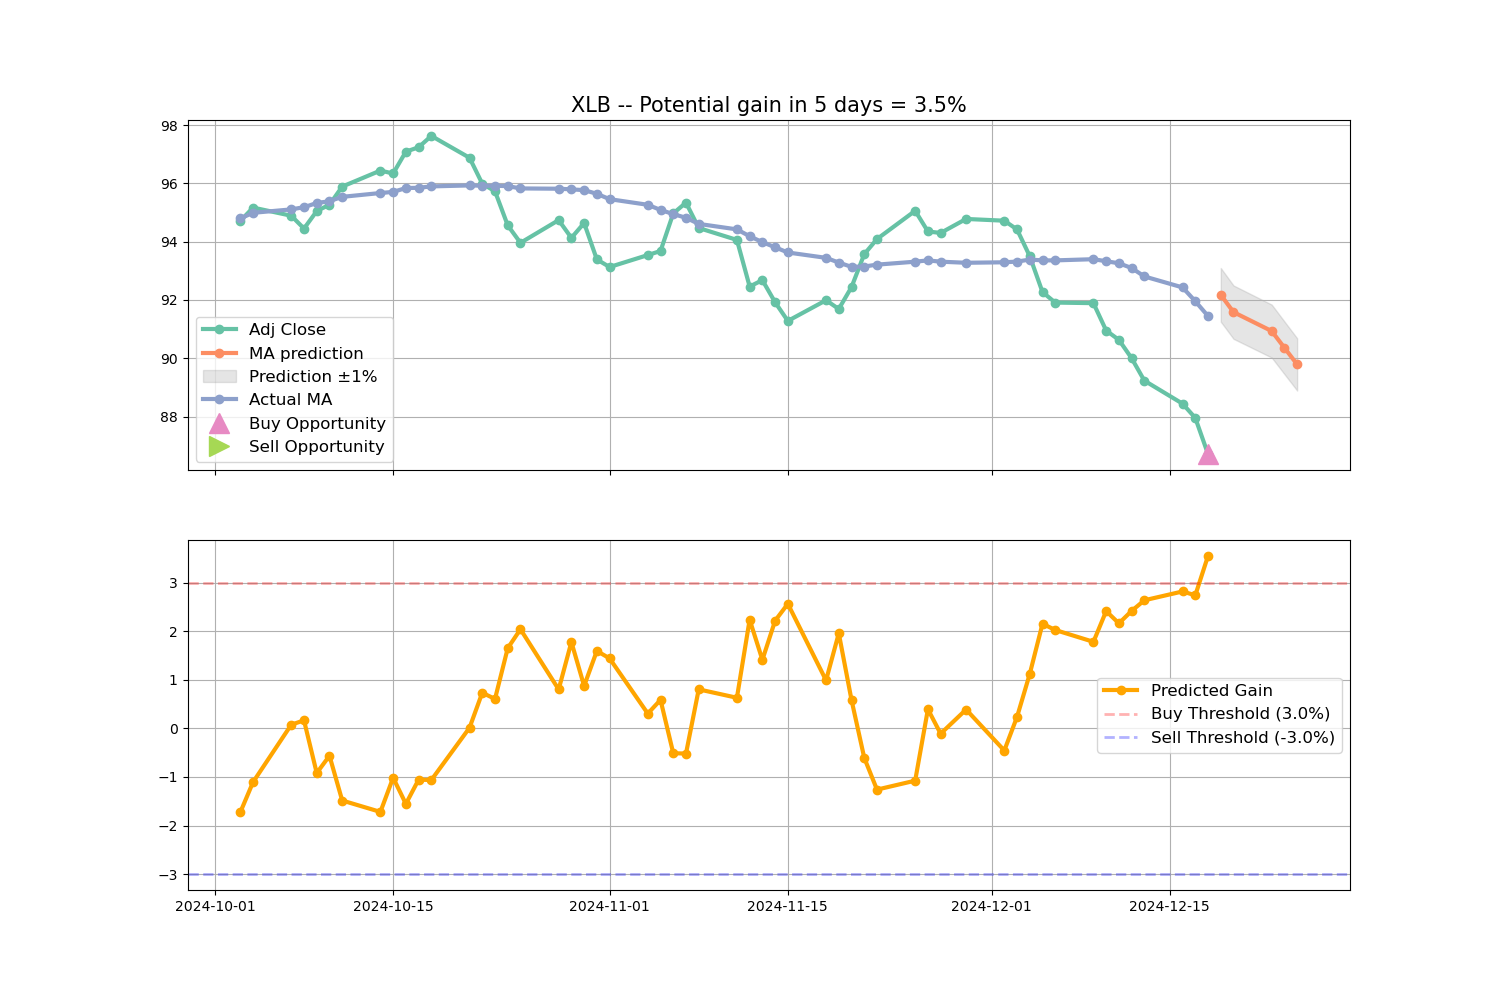 XLB -- Potential gain in 5 days = 3.5%
98
96
94
92
90
88
Adj Close
MA prediction
Prediction ±1%
Actual MA
Buy Opportunity
Sell Opportunity
3
2
1
0
−1
−2
−3
Predicted Gain
Buy Threshold (3.0%)
Sell Threshold (-3.0%)
2024-10-01 2024-10-15 2024-11-01 2024-11-15 2024-12-01 2024-12-15